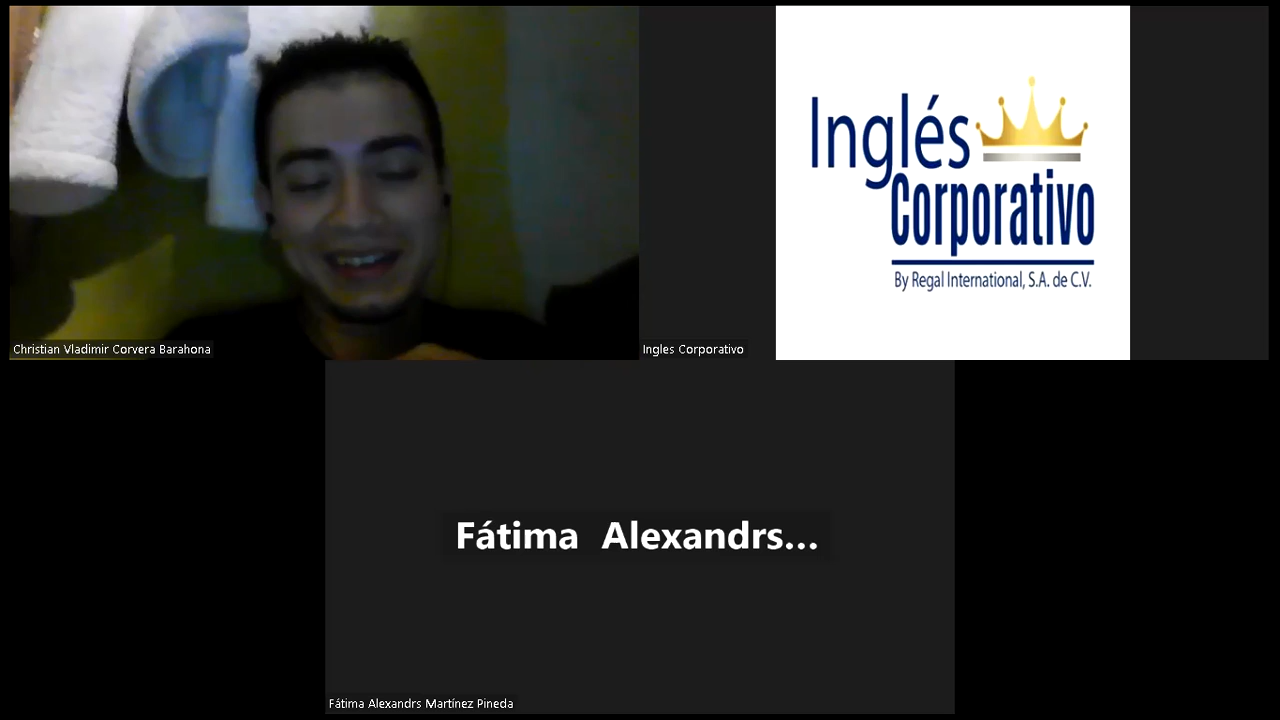 Inglés
Corporativo
By Regal International, S.A. de C.V.
Christian Vladimir Corvera Barahona
Ingles Corporativo
Fátima Alexandrs...
Fátima Alexandrs Martínez Pineda